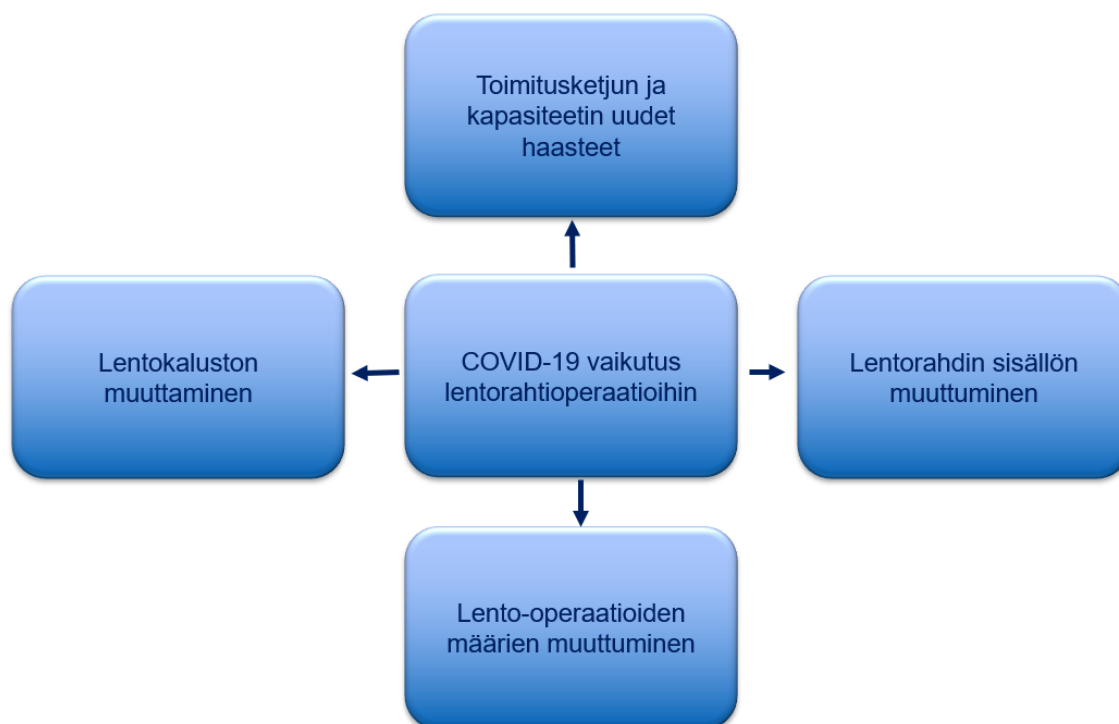 Toimitusketjun ja
kapasiteetin uudet
haasteet
Lentokaluston
muuttaminen
COVID-19 vaikutus
lentorahtioperaatioihin
Lentorahdin sisällön
muuttuminen
Lento-operaatioiden
määrien muuttuminen